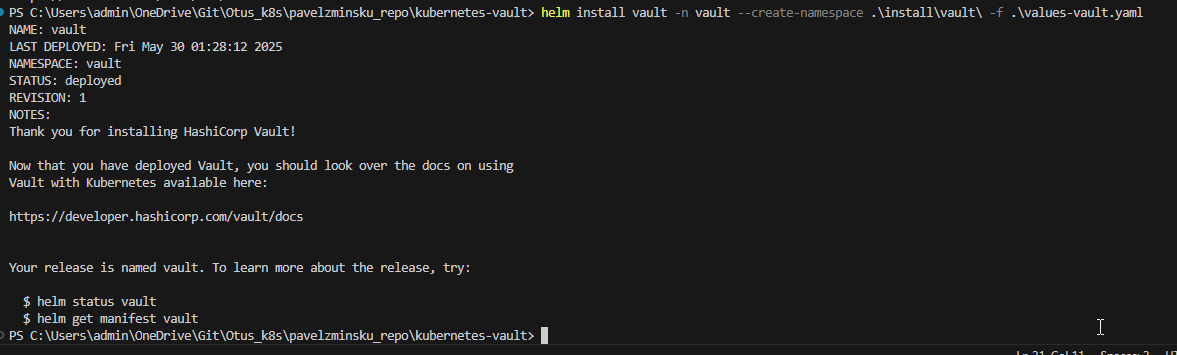 PS C:\Users\admin\OneDrive\Git\Otus_k8s\pavelzminsku_repo\kubernetes-vault> helm install vault -n vault --create-namespace .\install\vault\ -f .\values-vault.yaml
NAME: vault
LAST DEPLOYED: Fri May 30 01:28:12 2025
NAMESPACE: vault
STATUS: deployed
REVISION: 1
NOTES:
Thank you for installing HashiCorp Vault!
Now that you have deployed Vault, you should look over the docs on using
Vault with Kubernetes available here:
https://developer.hashicorp.com/vault/docs
Your release is named vault. To learn more about the release, try:
$ helm status vault
$ helm get manifest vault
PS C:\Users\admin\OneDrive\Git\Otus_k8s\pavelzminsku_repo\kubernetes-vault>